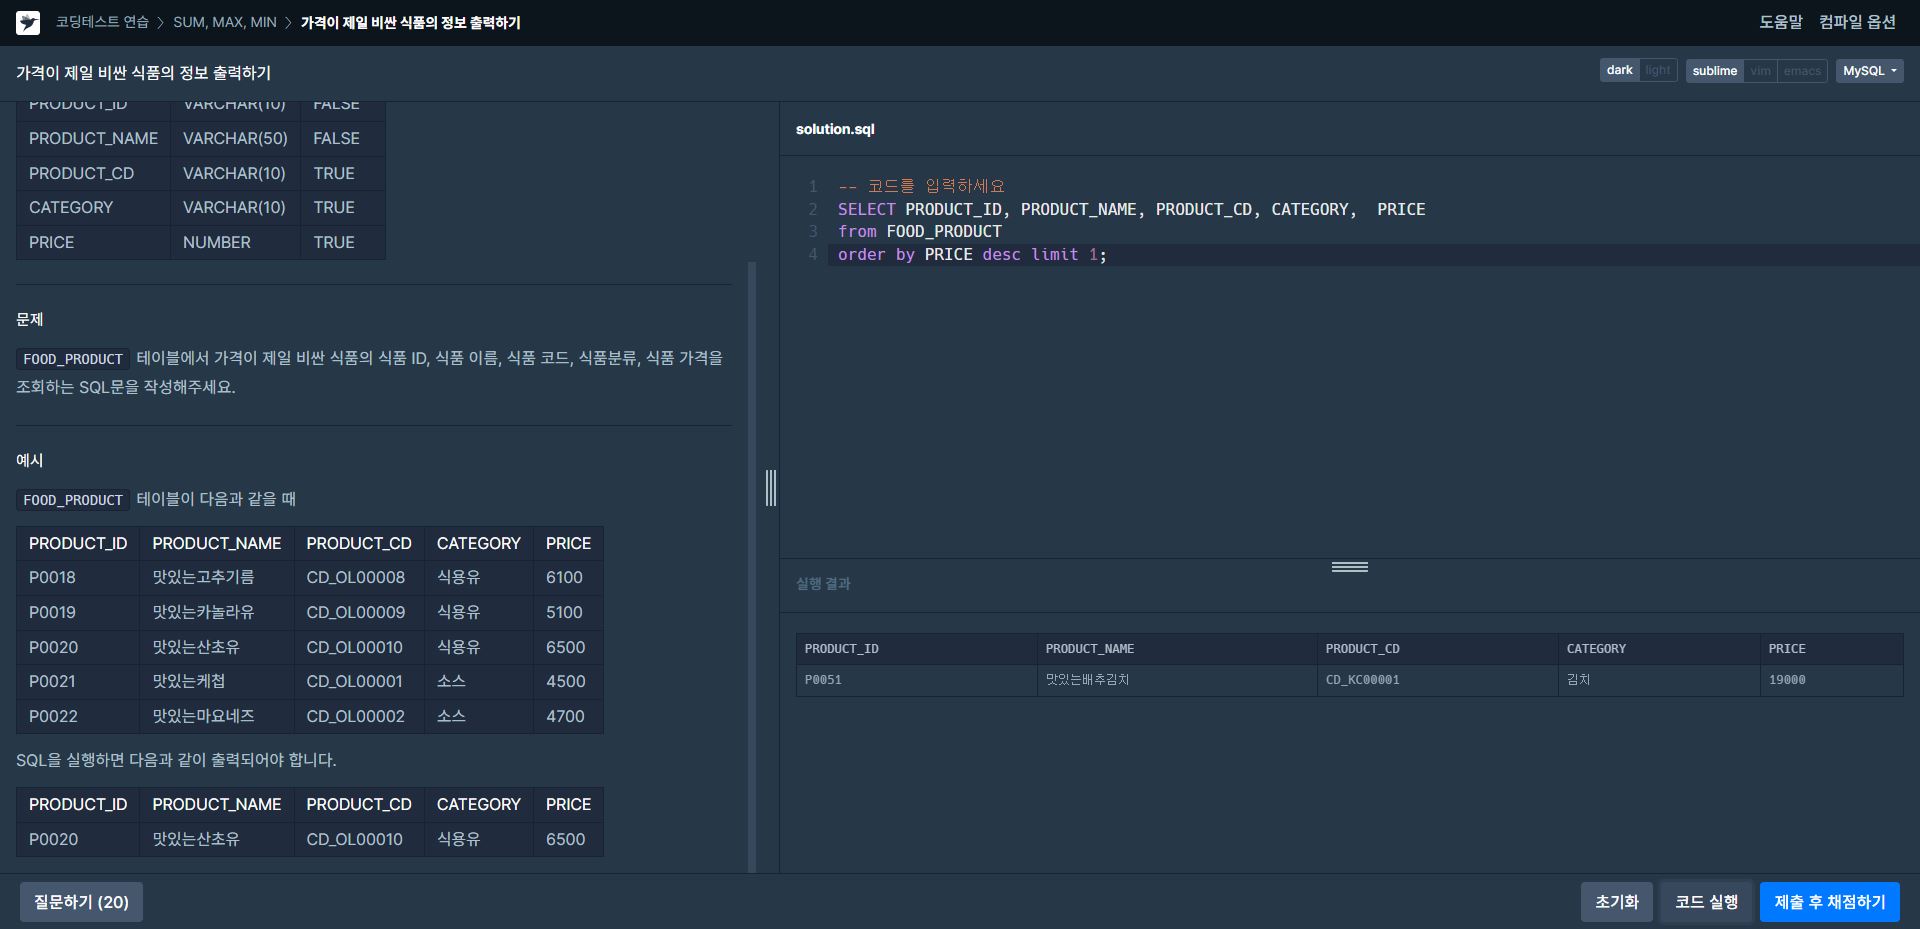 코딩테스트 연습 > SUM, MAX, MIN > 가격이 제일 비싼 식품의 정보 출력하기
도움말 컴파일 옵션
가격이 제일 비싼 식품의 정보 출력하기
dark light sublime vim emacs MySQL
PRODUCT_ID VARCHAR(10) FALSE
PRODUCT_NAME VARCHAR(50) FALSE
PRODUCT_CD VARCHAR(10) TRUE
CATEGORY VARCHAR(10) TRUE
PRICE NUMBER TRUE
문제
FOOD_PRODUCT 테이블에서 가격이 제일 비싼 식품의 식품 ID, 식품 이름, 식품 코드, 식품분류, 식품 가격을
조회하는 SQL문을 작성해주세요.
예시
FOOD_PRODUCT 테이블이 다음과 같을 때
PRODUCT_ID PRODUCT_NAME PRODUCT_CD CATEGORY PRICE
P0018 맛있는고추기름 CD_OL00008 식용유 6100
P0019 맛있는카놀라유 CD_OL00009 식용유 5100
P0020 맛있는산초유 CD_OL00010 식용유 6500
P0021 맛있는케첩 CD_OL00001 소스 4500
P0022 맛있는마요네즈 CD_OL00002 소스 4700
SQL을 실행하면 다음과 같이 출력되어야 합니다.
PRODUCT_ID PRODUCT_NAME PRODUCT_CD CATEGORY PRICE
P0020 맛있는산초유 CD_OL00010 식용유 6500
solution.sql
1 -- 코드를 입력하세요
2 SELECT PRODUCT_ID, PRODUCT_NAME, PRODUCT_CD, CATEGORY,  PRICE
3 from FOOD_PRODUCT
4 order by PRICE desc limit 1;
실행 결과
PRODUCT_ID PRODUCT_NAME PRODUCT_CD CATEGORY PRICE
P0051 맛있는배추김치 CD_KC00001 김치 19000
질문하기 (20)
초기화 코드 실행 제출 후 채점하기